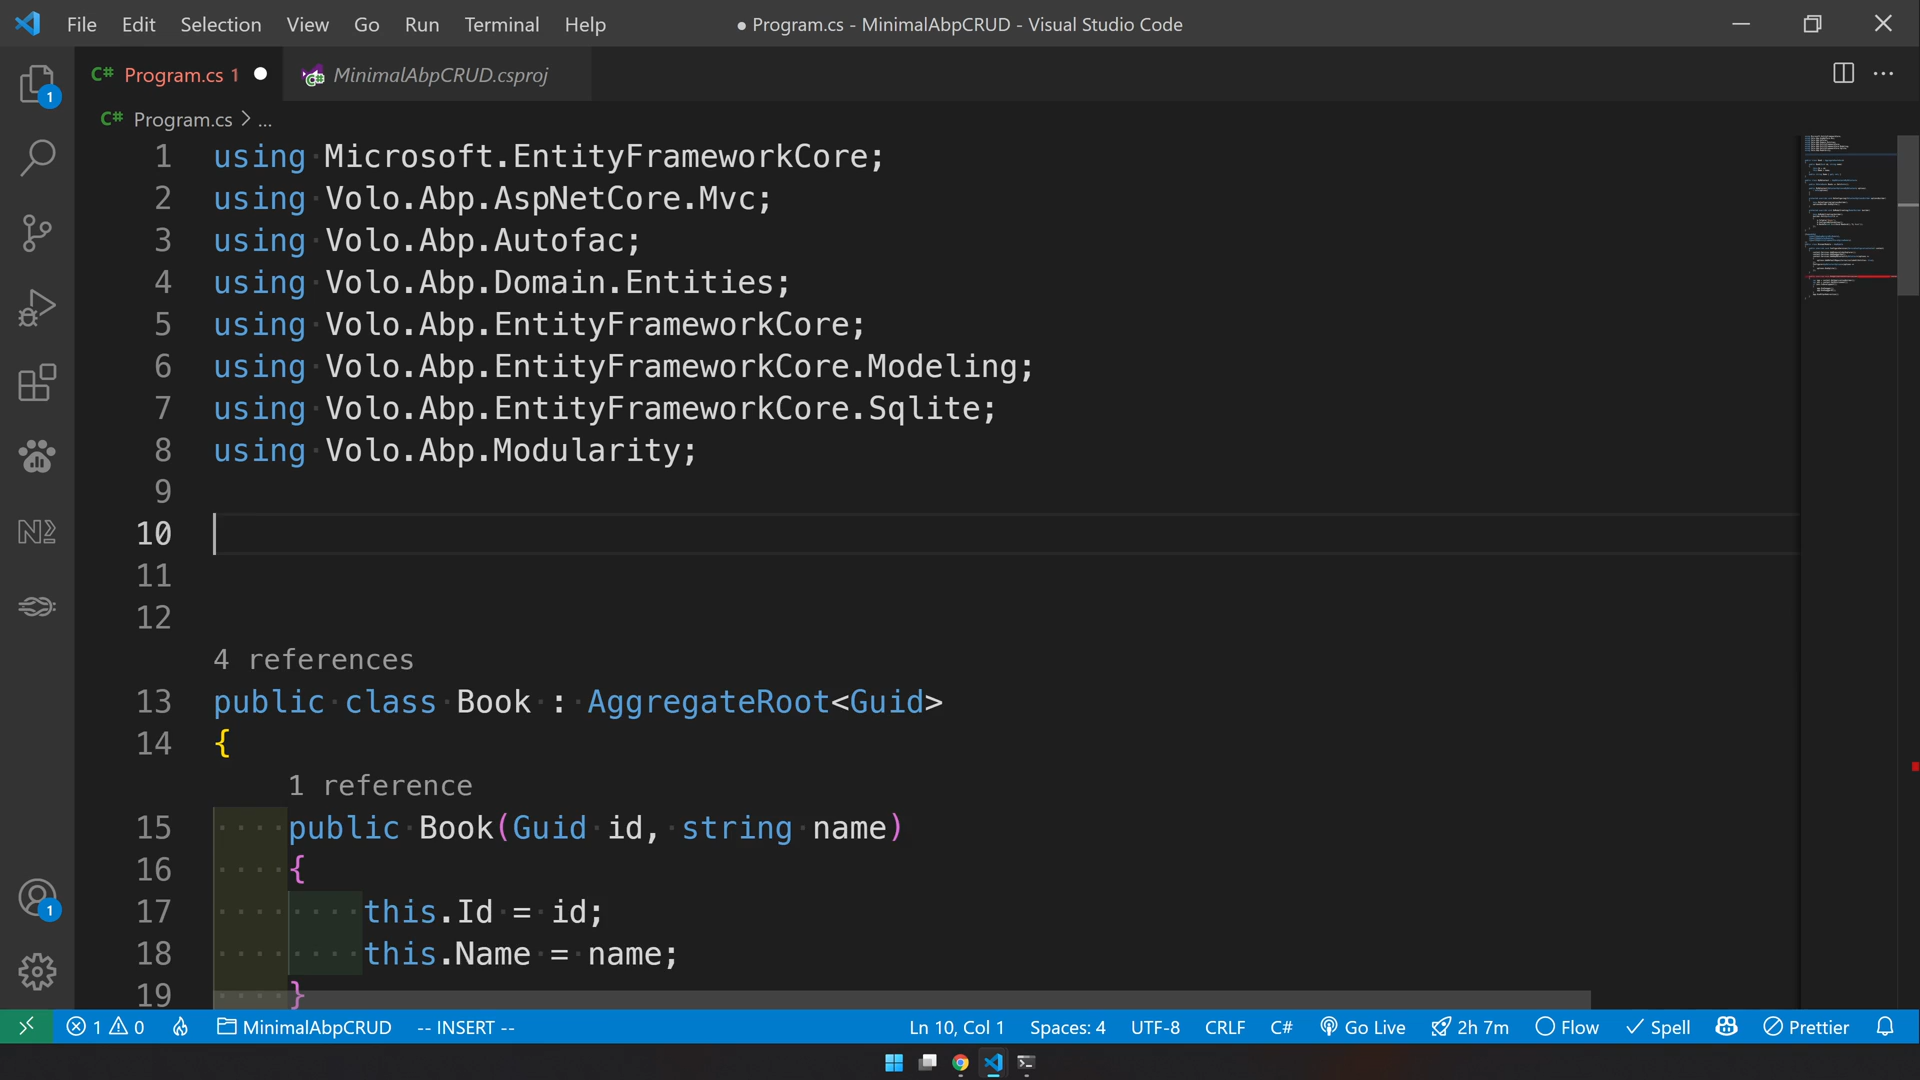 File Edit Selection View Go Run Terminal Help ● Program.cs - MinimalAbpCRUD - Visual Studio Code
C# Program.cs 1 ● MinimalAbpCRUD.csproj
C# Program.cs > ...
1 using Microsoft.EntityFrameworkCore;
2 using Volo.Abp.AspNetCore.Mvc;
3 using Volo.Abp.Autofac;
4 using Volo.Abp.Domain.Entities;
5 using Volo.Abp.EntityFrameworkCore;
6 using Volo.Abp.EntityFrameworkCore.Modeling;
7 using Volo.Abp.EntityFrameworkCore.Sqlite;
8 using Volo.Abp.Modularity;
9
10
11
12
4 references
13 public class Book : AggregateRoot<Guid>
14 {
1 reference
15 public Book(Guid id, string name)
16 {
17 this.Id = id;
18 this.Name = name;
19 }
1
1
1 0 MinimalAbpCRUD -- INSERT -- Ln 10, Col 1 Spaces: 4 UTF-8 CRLF C# Go Live 2h 7m Flow Spell Prettier